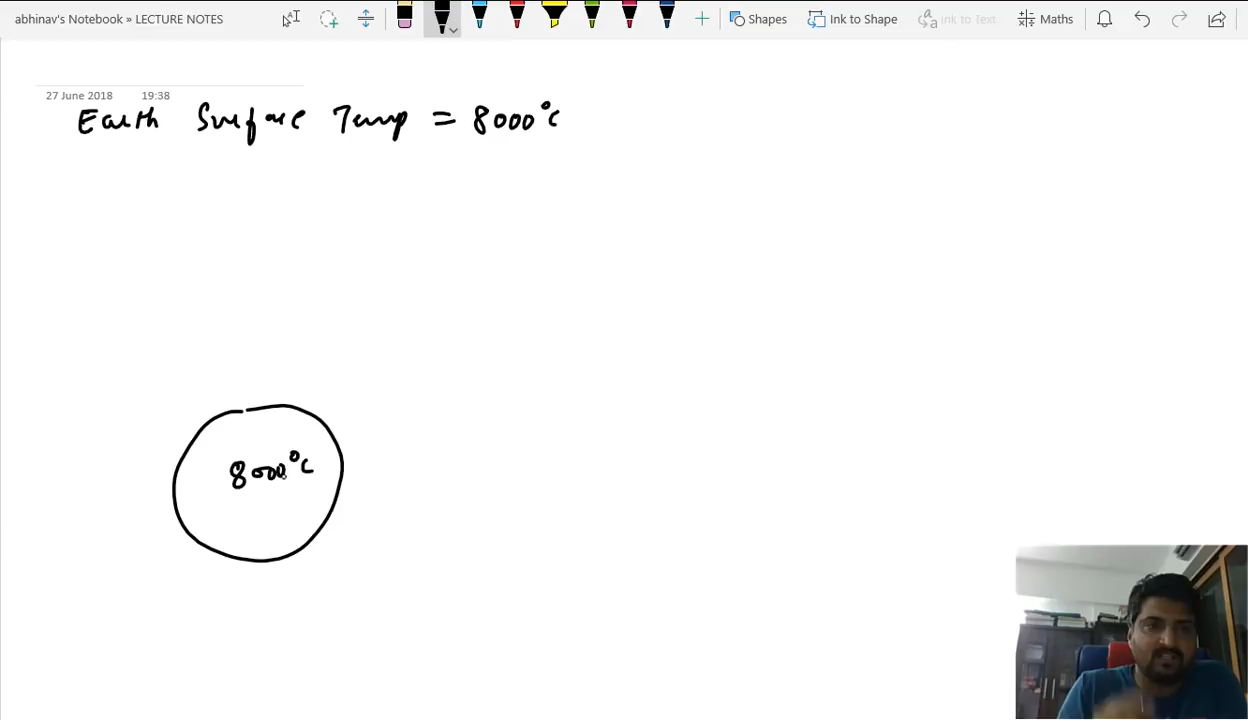 abhinav's Notebook » LECTURE NOTES
Shapes
Ink to Shape
Ink to Text
Maths
27 June 2018 19:38
Earth Surface Temp = 8000°C
8000°C